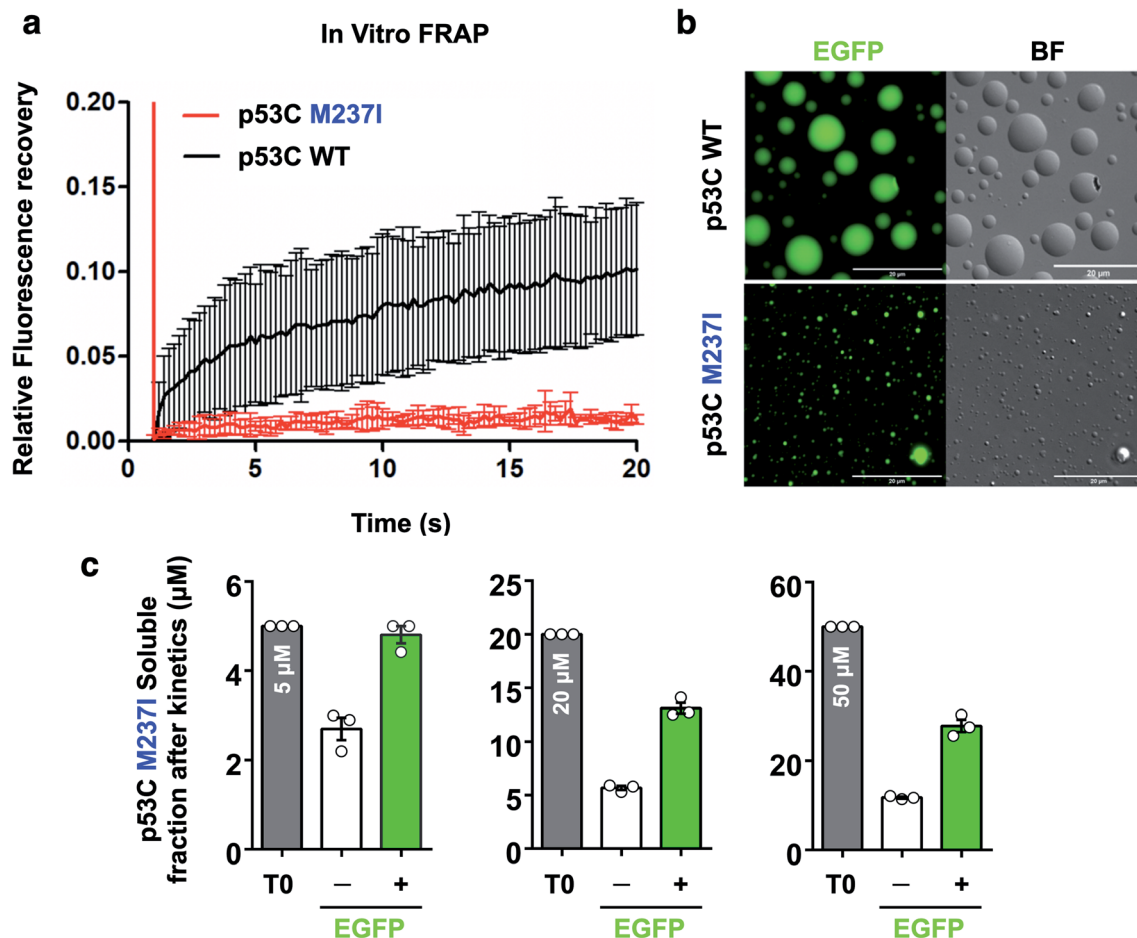 a
In Vitro FRAP
Relative Fluorescence recovery
0.20
0.15
0.10
0.05
0.00
p53C M237I
p53C WT
0
5
10
15
20
Time (s)
b
EGFP
BF
p53C WT
20 µm
20 µm
p53C M237I
20 µm
20 µm
c
p53C M237I Soluble
fraction after kinetics (µM)
6
4
2
0
5 µM
T0
–
+
EGFP
25
20
15
10
5
0
20 µM
T0
–
+
EGFP
60
40
20
0
50 µM
T0
–
+
EGFP